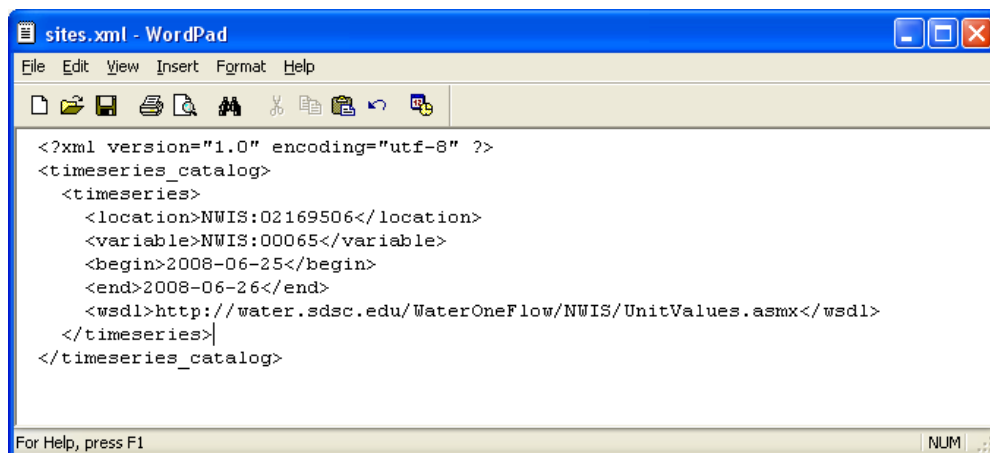 sites.xml - WordPad
File Edit View Insert Format Help
<?xml version="1.0" encoding="utf-8" ?>
<timeseries_catalog>
<timeseries>
<location>NWIS:02169506</location>
<variable>NWIS:00065</variable>
<begin>2008-06-25</begin>
<end>2008-06-26</end>
<wsdl>http://water.sdsc.edu/WaterOneFlow/NWIS/UnitValues.asmx</wsdl>
</timeseries>
</timeseries_catalog>
For Help, press F1 NUM